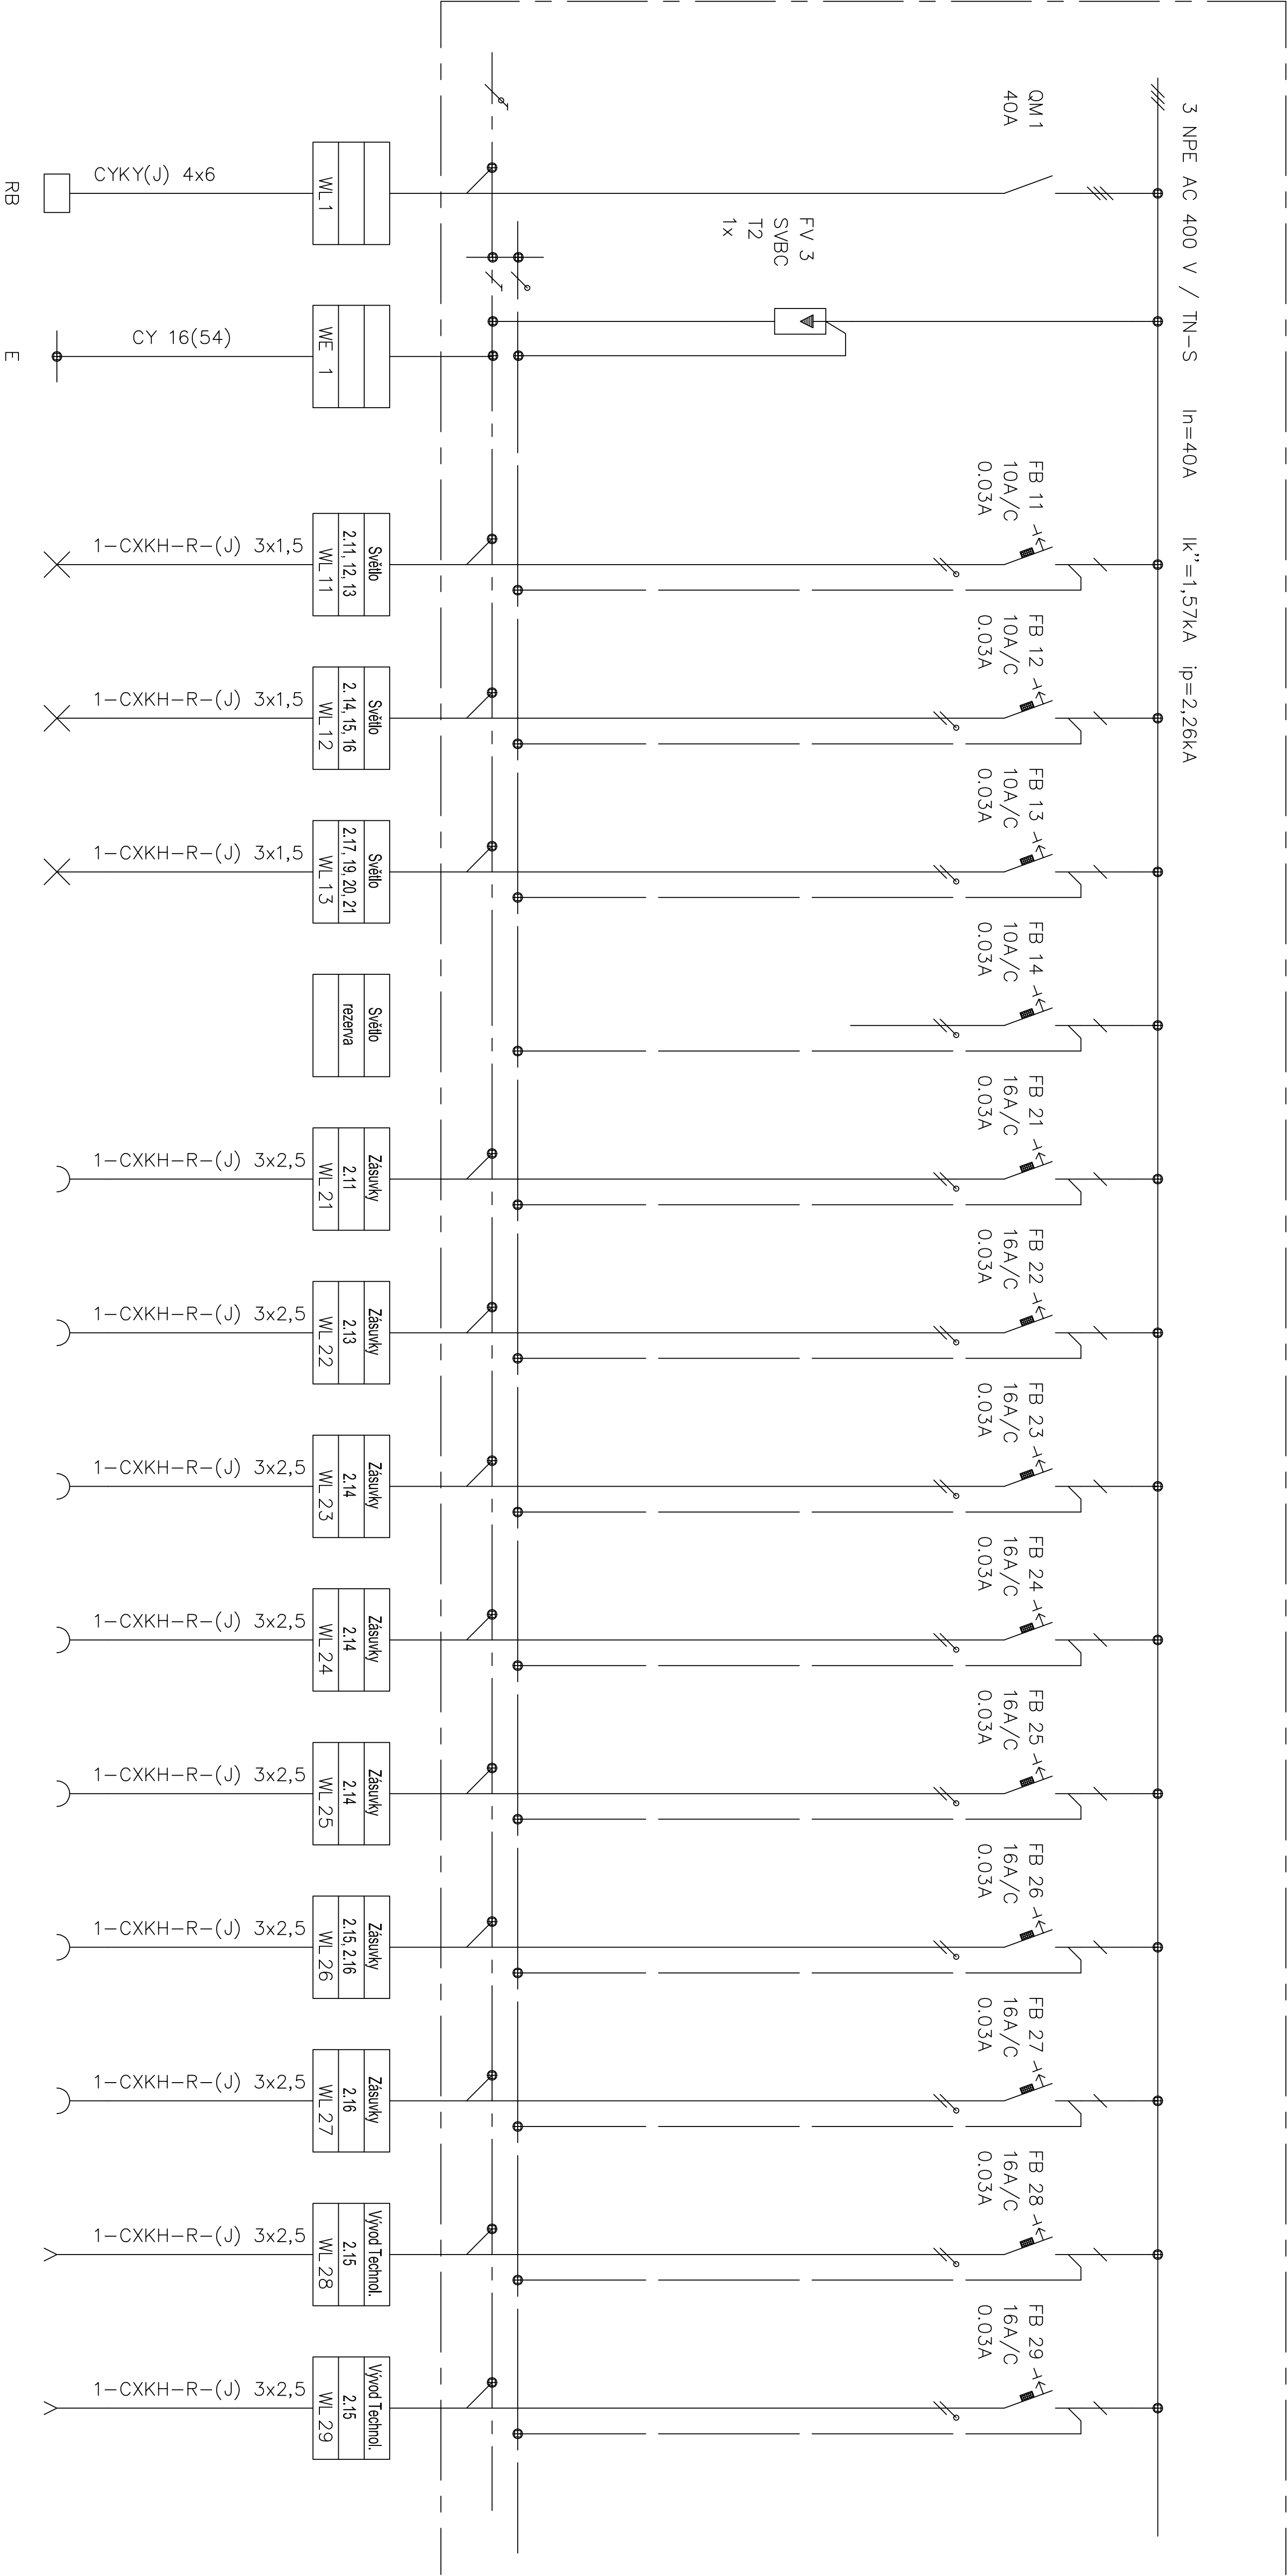 3 NPE AC 400 V / TN-S   In=40A   Ik''=1,57kA   ip=2,26kA
QM1
40A
FV 3
SVBC
T2
1x
FB 11
10A/C
0.03A
FB 12
10A/C
0.03A
FB 13
10A/C
0.03A
FB 14
10A/C
0.03A
FB 21
16A/C
0.03A
FB 22
16A/C
0.03A
FB 23
16A/C
0.03A
FB 24
16A/C
0.03A
FB 25
16A/C
0.03A
FB 26
16A/C
0.03A
FB 27
16A/C
0.03A
FB 28
16A/C
0.03A
FB 29
16A/C
0.03A
WL1
CYKY(J) 4x6
RB
WE 1
CY 16(54)
E
Světlo
2.11, 12, 13
WL 11
1-CXKH-R-(J) 3x1,5
Světlo
2. 14, 15, 16
WL 12
1-CXKH-R-(J) 3x1,5
Světlo
2.17, 19, 20, 21
WL 13
1-CXKH-R-(J) 3x1,5
Světlo
rezerva
Zásuvky
2.11
WL 21
1-CXKH-R-(J) 3x2,5
Zásuvky
2.13
WL 22
1-CXKH-R-(J) 3x2,5
Zásuvky
2.14
WL 23
1-CXKH-R-(J) 3x2,5
Zásuvky
2.14
WL 24
1-CXKH-R-(J) 3x2,5
Zásuvky
2.14
WL 25
1-CXKH-R-(J) 3x2,5
Zásuvky
2.15, 2.16
WL 26
1-CXKH-R-(J) 3x2,5
Zásuvky
2.16
WL 27
1-CXKH-R-(J) 3x2,5
Vývod Technol.
2.15
WL 28
1-CXKH-R-(J) 3x2,5
Vývod Technol.
2.15
WL 29
1-CXKH-R-(J) 3x2,5